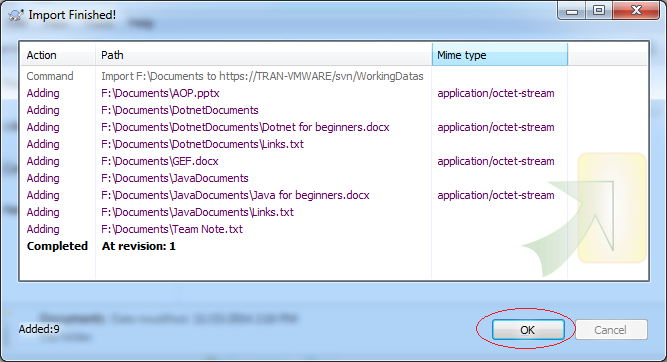 Import Finished!
Action Path Mime type
Command Import F:\Documents to https://TRAN-VMWARE/svn/WorkingDatas
Adding F:\Documents\AOP.pptx application/octet-stream
Adding F:\Documents\DotnetDocuments
Adding F:\Documents\DotnetDocuments\Dotnet for beginners.docx application/octet-stream
Adding F:\Documents\DotnetDocuments\Links.txt
Adding F:\Documents\GEF.docx application/octet-stream
Adding F:\Documents\JavaDocuments
Adding F:\Documents\JavaDocuments\Java for beginners.docx application/octet-stream
Adding F:\Documents\JavaDocuments\Links.txt
Adding F:\Documents\Team Note.txt
Completed At revision: 1
Added:9 OK Cancel